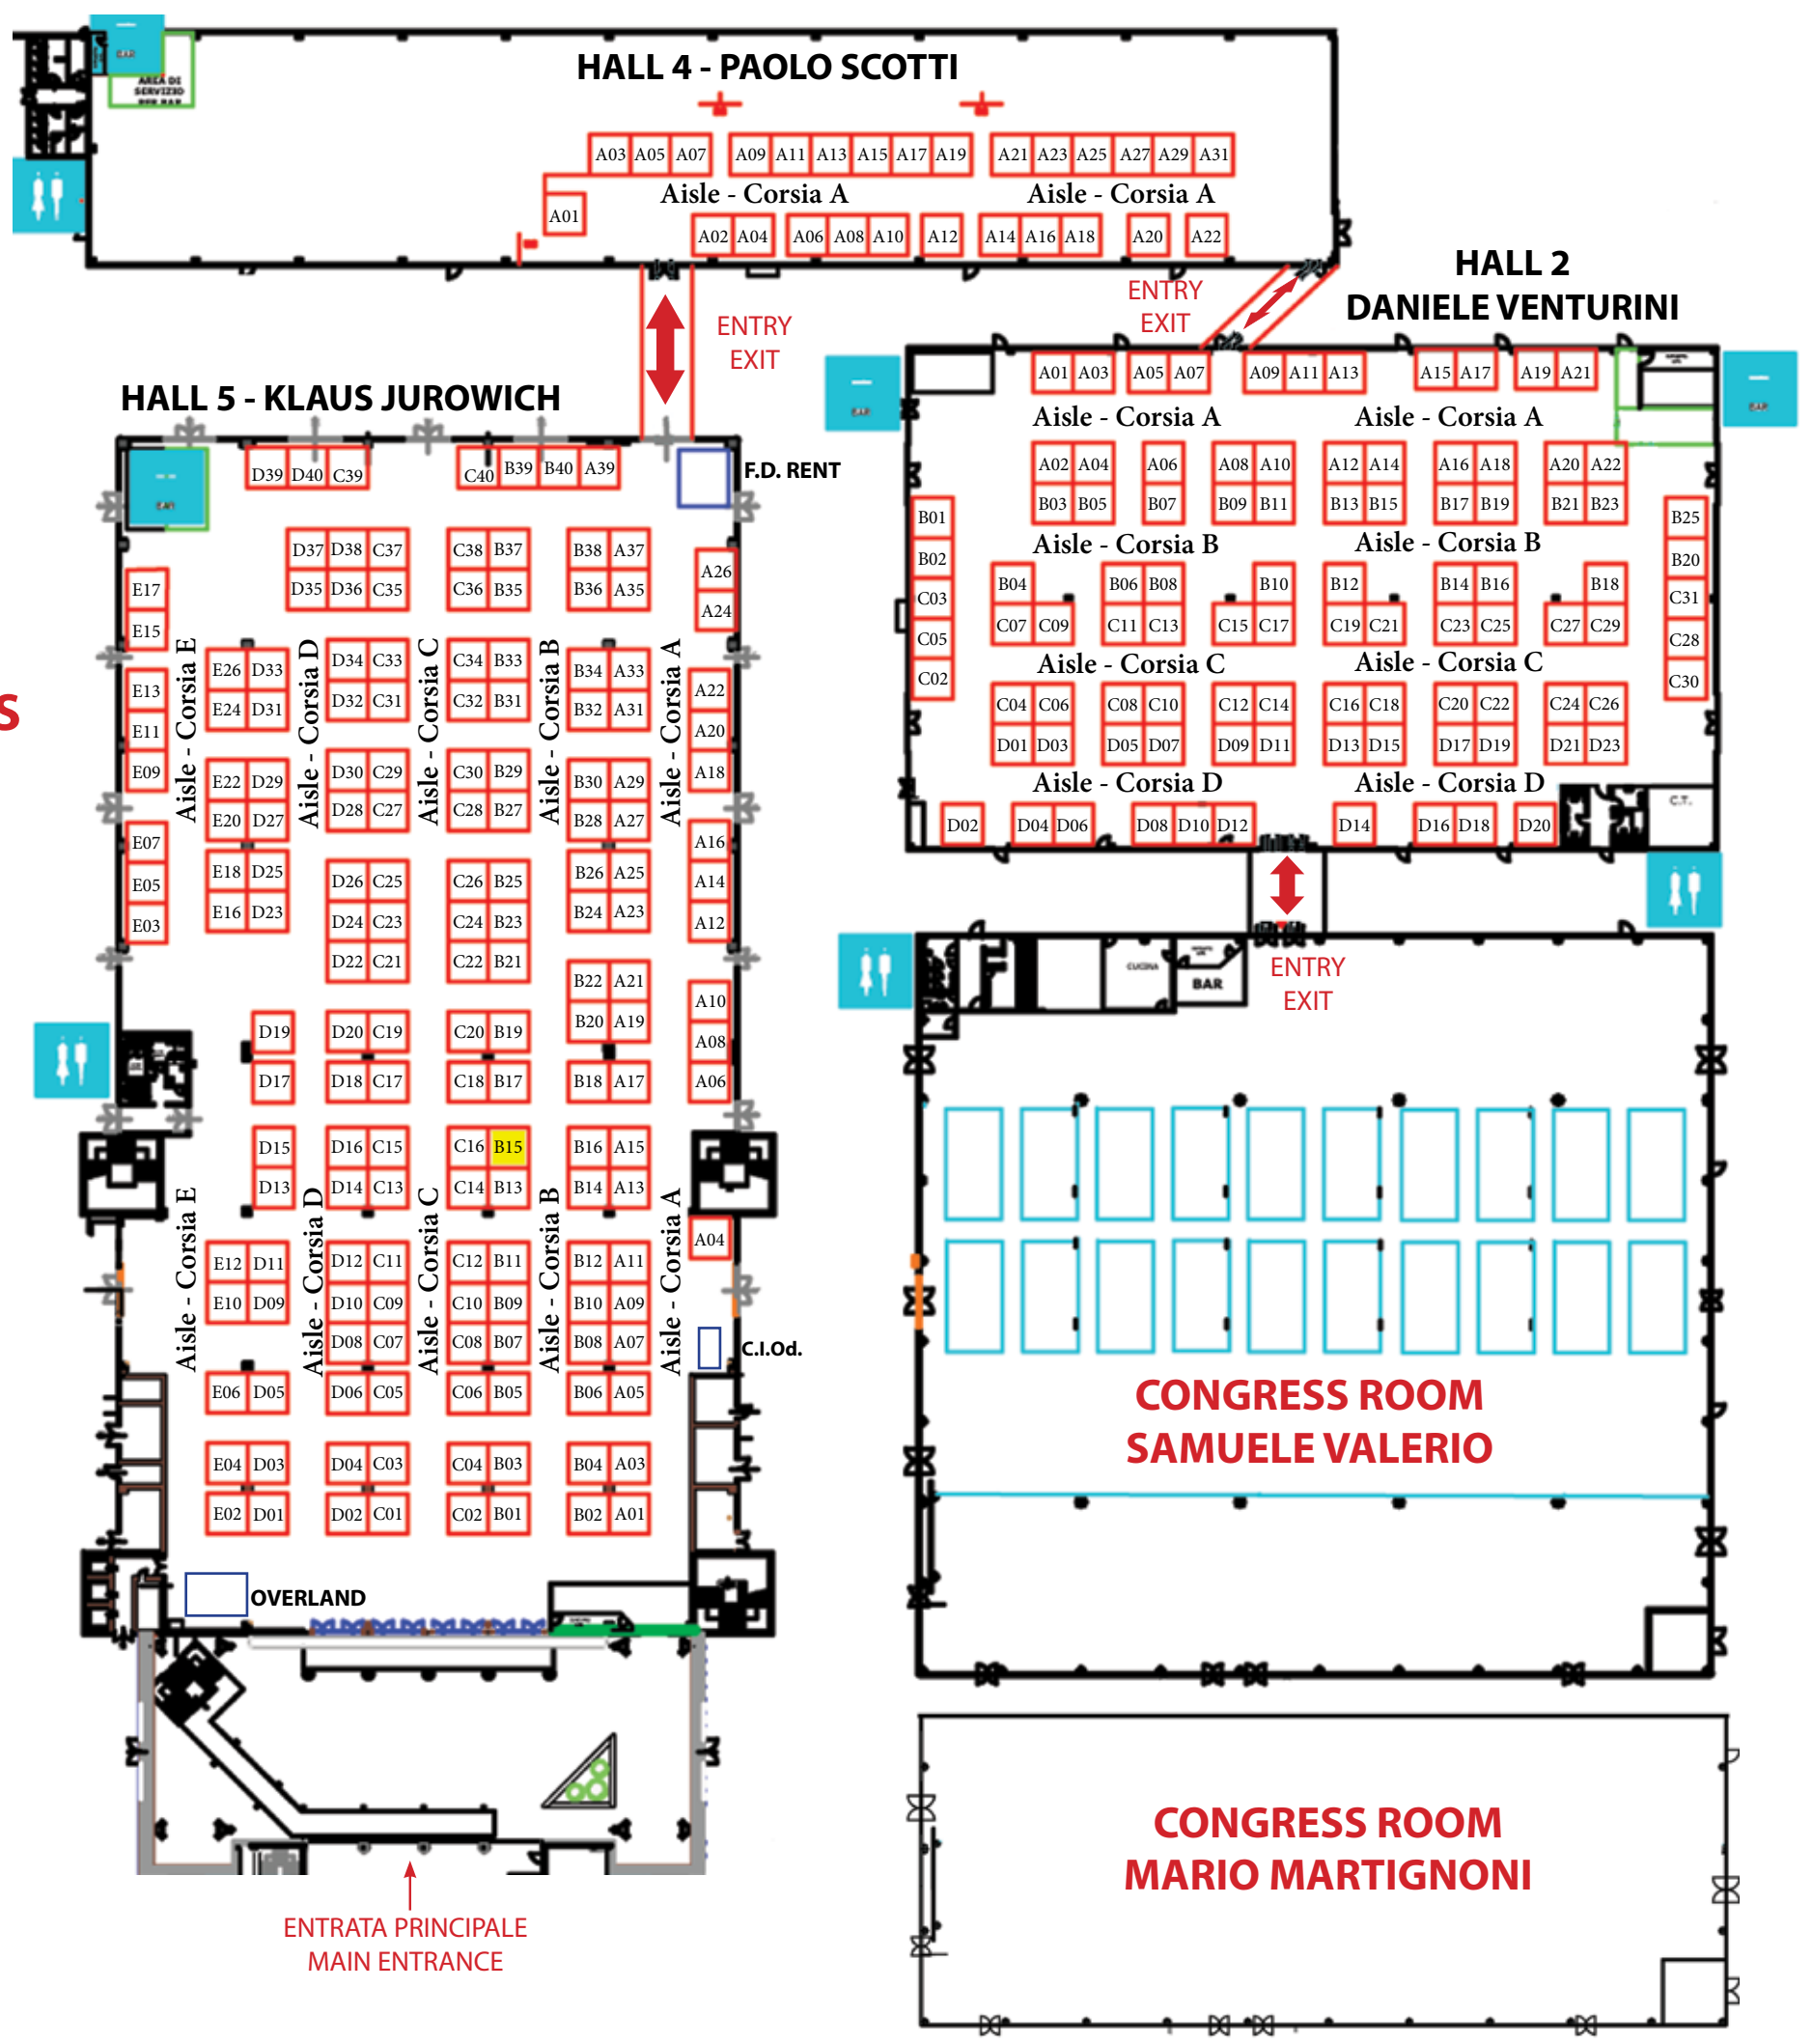 BAR
AREA DI
SERVIZIO
PER BAR
HALL 4 - PAOLO SCOTTI
A03 A05 A07 A09 A11 A13 A15 A17 A19 A21 A23 A25 A27 A29 A31
Aisle - Corsia A Aisle - Corsia A
A01
A02 A04 A06 A08 A10 A12 A14 A16 A18 A20 A22
ENTRY
EXIT
ENTRY
EXIT
HALL 2
DANIELE VENTURINI
BAR
BAR
A01 A03 A05 A07 A09 A11 A13 A15 A17 A19 A21
Aisle - Corsia A Aisle - Corsia A
A02 A04 A06 A08 A10 A12 A14 A16 A18 A20 A22
B03 B05 B07 B09 B11 B13 B15 B17 B19 B21 B23
B01 B25
Aisle - Corsia B Aisle - Corsia B
B02 B20
B04 B06 B08 B10 B12 B14 B16 B18
C03 C31
C07 C09 C11 C13 C15 C17 C19 C21 C23 C25 C27 C29
C05 C28
Aisle - Corsia C Aisle - Corsia C
C02 C30
C04 C06 C08 C10 C12 C14 C16 C18 C20 C22 C24 C26
D01 D03 D05 D07 D09 D11 D13 D15 D17 D19 D21 D23
Aisle - Corsia D Aisle - Corsia D
C.T.
D02 D04 D06 D08 D10 D12 D14 D16 D18 D20
HALL 5 - KLAUS JUROWICH
F.D. RENT
BAR
D39 D40 C39 C40 B39 B40 A39
D37 D38 C37 C38 B37 B38 A37
A26
E17 D35 D36 C35 C36 B35 B36 A35
A24
E15
Aisle - Corsia E
Aisle - Corsia D
Aisle - Corsia C
Aisle - Corsia B
Aisle - Corsia A
S
E26 D33 D34 C33 C34 B33 B34 A33
E13 A22
E24 D31 D32 C31 C32 B31 B32 A31
E11 A20
E09 D30 C29 C30 B29 A18
E22 D29 B30 A29
E20 D27 D28 C27 C28 B27 B28 A27
E07 A16
E18 D25 D26 C25 C26 B25 B26 A25
E05 A14
E16 D23 D24 C23 C24 B23 B24 A23
E03 A12
D22 C21 C22 B21
B22 A21
A10
D19 D20 C19 C20 B19 B20 A19
A08
D17 D18 C17 C18 B17 B18 A17 A06
D15 D16 C15 C16 B15 B16 A15
D13 D14 C13 C14 B13 B14 A13
Aisle - Corsia E
Aisle - Corsia D
Aisle - Corsia C
Aisle - Corsia B
Aisle - Corsia A
A04
E12 D11 D12 C11 C12 B11 B12 A11
E10 D09 D10 C09 C10 B09 B10 A09
D08 C07 C08 B07 B08 A07
C.I.Od.
E06 D05 D06 C05 C06 B05 B06 A05
E04 D03 D04 C03 C04 B03 B04 A03
E02 D01 D02 C01 C02 B01 B02 A01
OVERLAND
ENTRATA PRINCIPALE
MAIN ENTRANCE
CUCINA
BAR
ENTRY
EXIT
CONGRESS ROOM
SAMUELE VALERIO
CONGRESS ROOM
MARIO MARTIGNONI